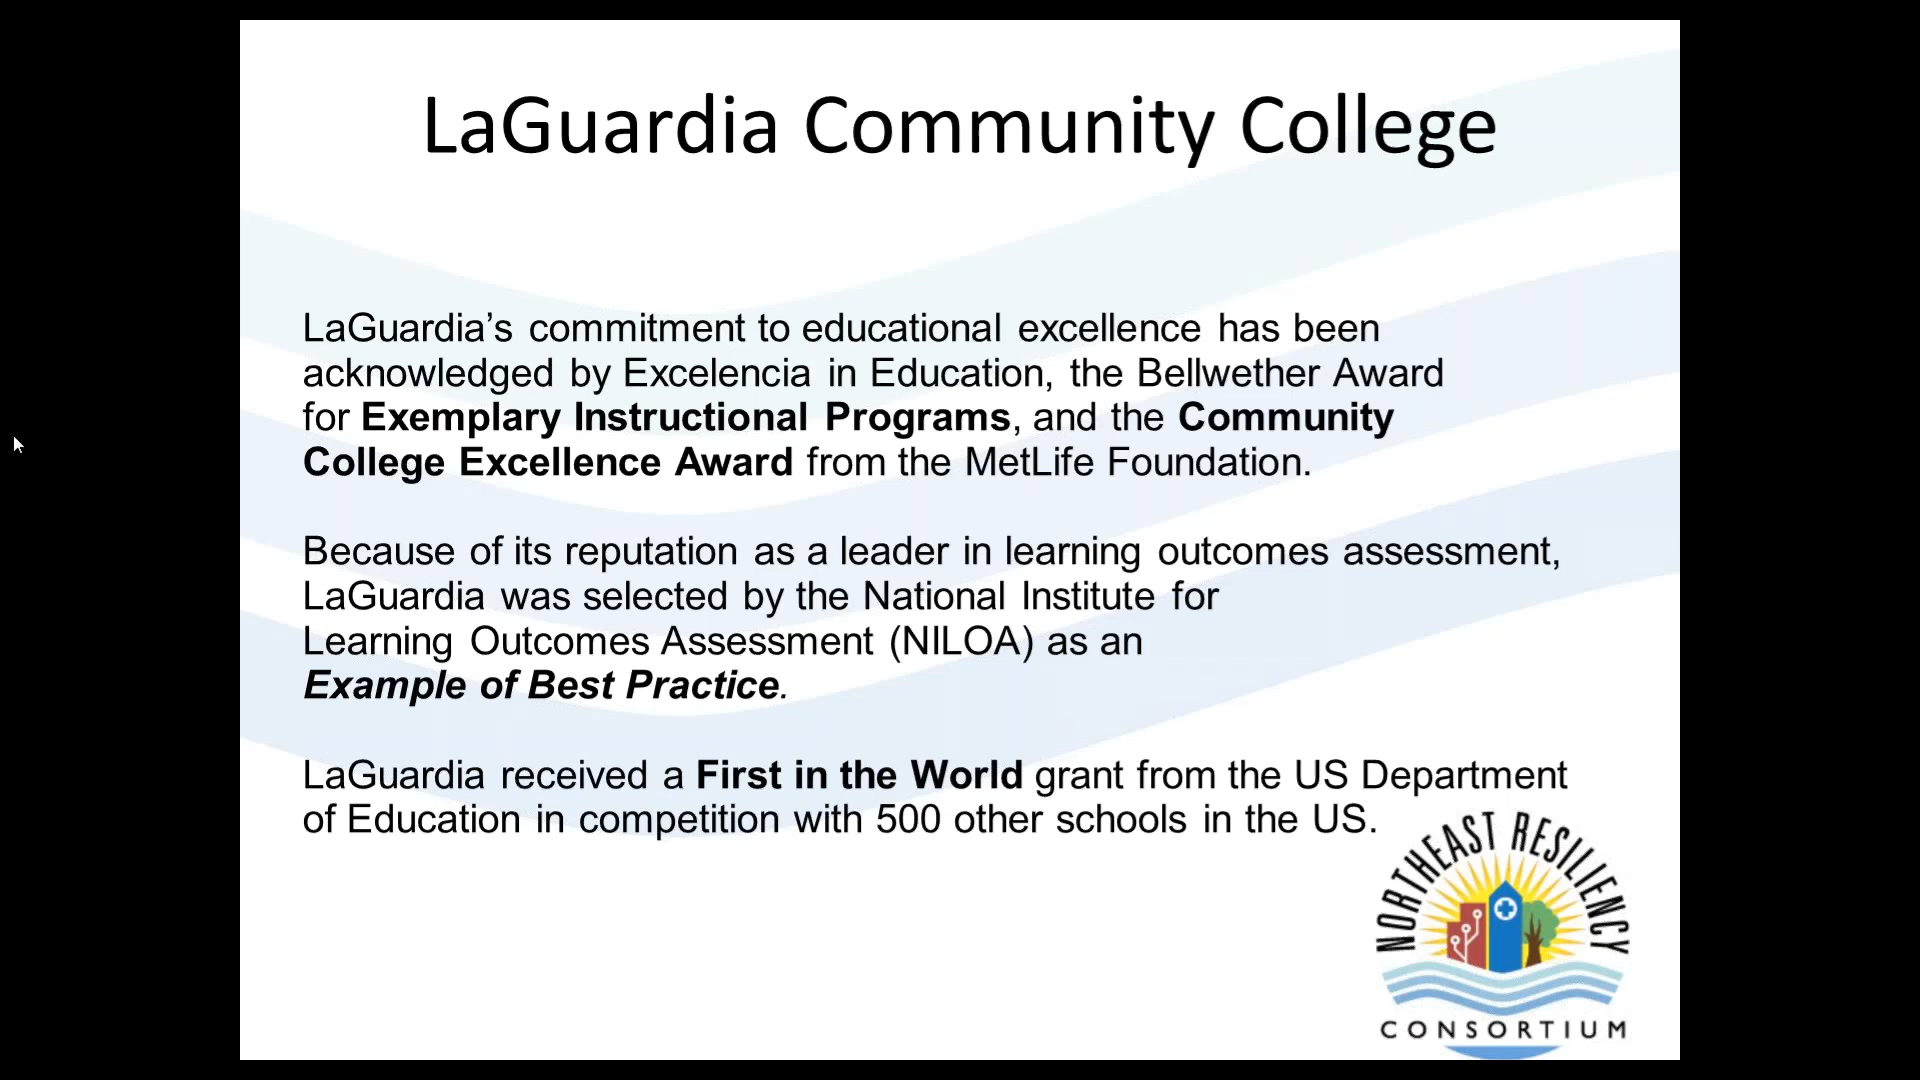 LaGuardia Community College
LaGuardia’s commitment to educational excellence has been
acknowledged by Excelencia in Education, the Bellwether Award
for Exemplary Instructional Programs, and the Community
College Excellence Award from the MetLife Foundation.
Because of its reputation as a leader in learning outcomes assessment,
LaGuardia was selected by the National Institute for
Learning Outcomes Assessment (NILOA) as an
Example of Best Practice.
LaGuardia received a First in the World grant from the US Department
of Education in competition with 500 other schools in the US.
NORTHEAST RESILIENCY
CONSORTIUM